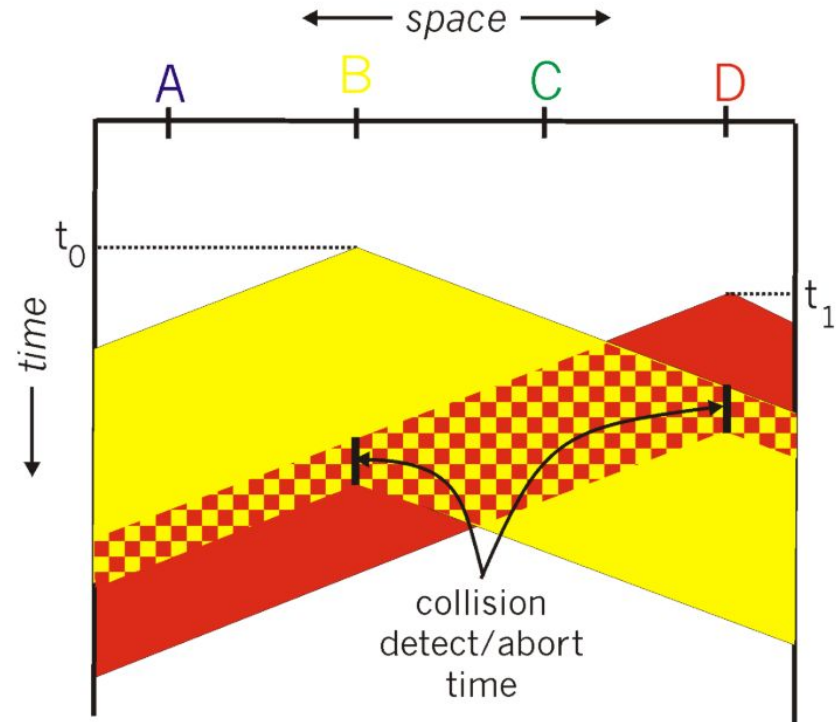 space
A B C D
t0
t1
time
collision
detect/abort
time